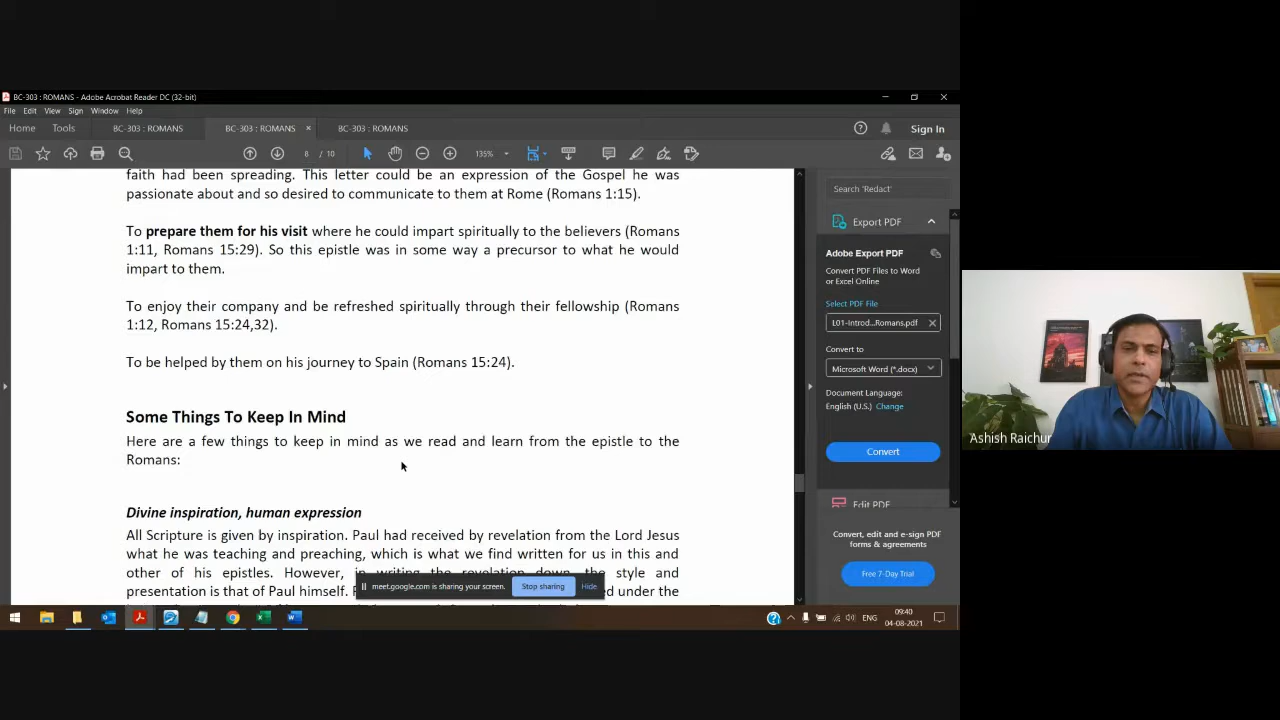 BC-303 : ROMANS - Adobe Acrobat Reader DC (32-bit)
File Edit View Sign Window Help
Home Tools BC-303 : ROMANS BC-303 : ROMANS × BC-303 : ROMANS Sign In
8 / 10 135%
faith had been spreading. This letter could be an expression of the Gospel he was
passionate about and so desired to communicate to them at Rome (Romans 1:15).
To prepare them for his visit where he could impart spiritually to the believers (Romans
1:11, Romans 15:29). So this epistle was in some way a precursor to what he would
impart to them.
To enjoy their company and be refreshed spiritually through their fellowship (Romans
1:12, Romans 15:24,32).
To be helped by them on his journey to Spain (Romans 15:24).
Some Things To Keep In Mind
Here are a few things to keep in mind as we read and learn from the epistle to the
Romans:
Divine inspiration, human expression
All Scripture is given by inspiration. Paul had received by revelation from the Lord Jesus
what he was teaching and preaching, which is what we find written for us in this and
other of his epistles. However, in writing the revelation down, the style and
presentation is that of Paul himself. under the
meet.google.com is sharing your screen. Stop sharing Hide
Search 'Redact'
Export PDF
Adobe Export PDF
Convert PDF Files to Word
or Excel Online
Select PDF File
L01-Introd...Romans.pdf
Convert to
Microsoft Word (*.docx)
Document Language:
English (U.S.) Change
Convert
Edit PDF
Convert, edit and e-sign PDF
forms & agreements
Free 7-Day Trial
ENG
09:40
04-08-2021
Ashish Raichur